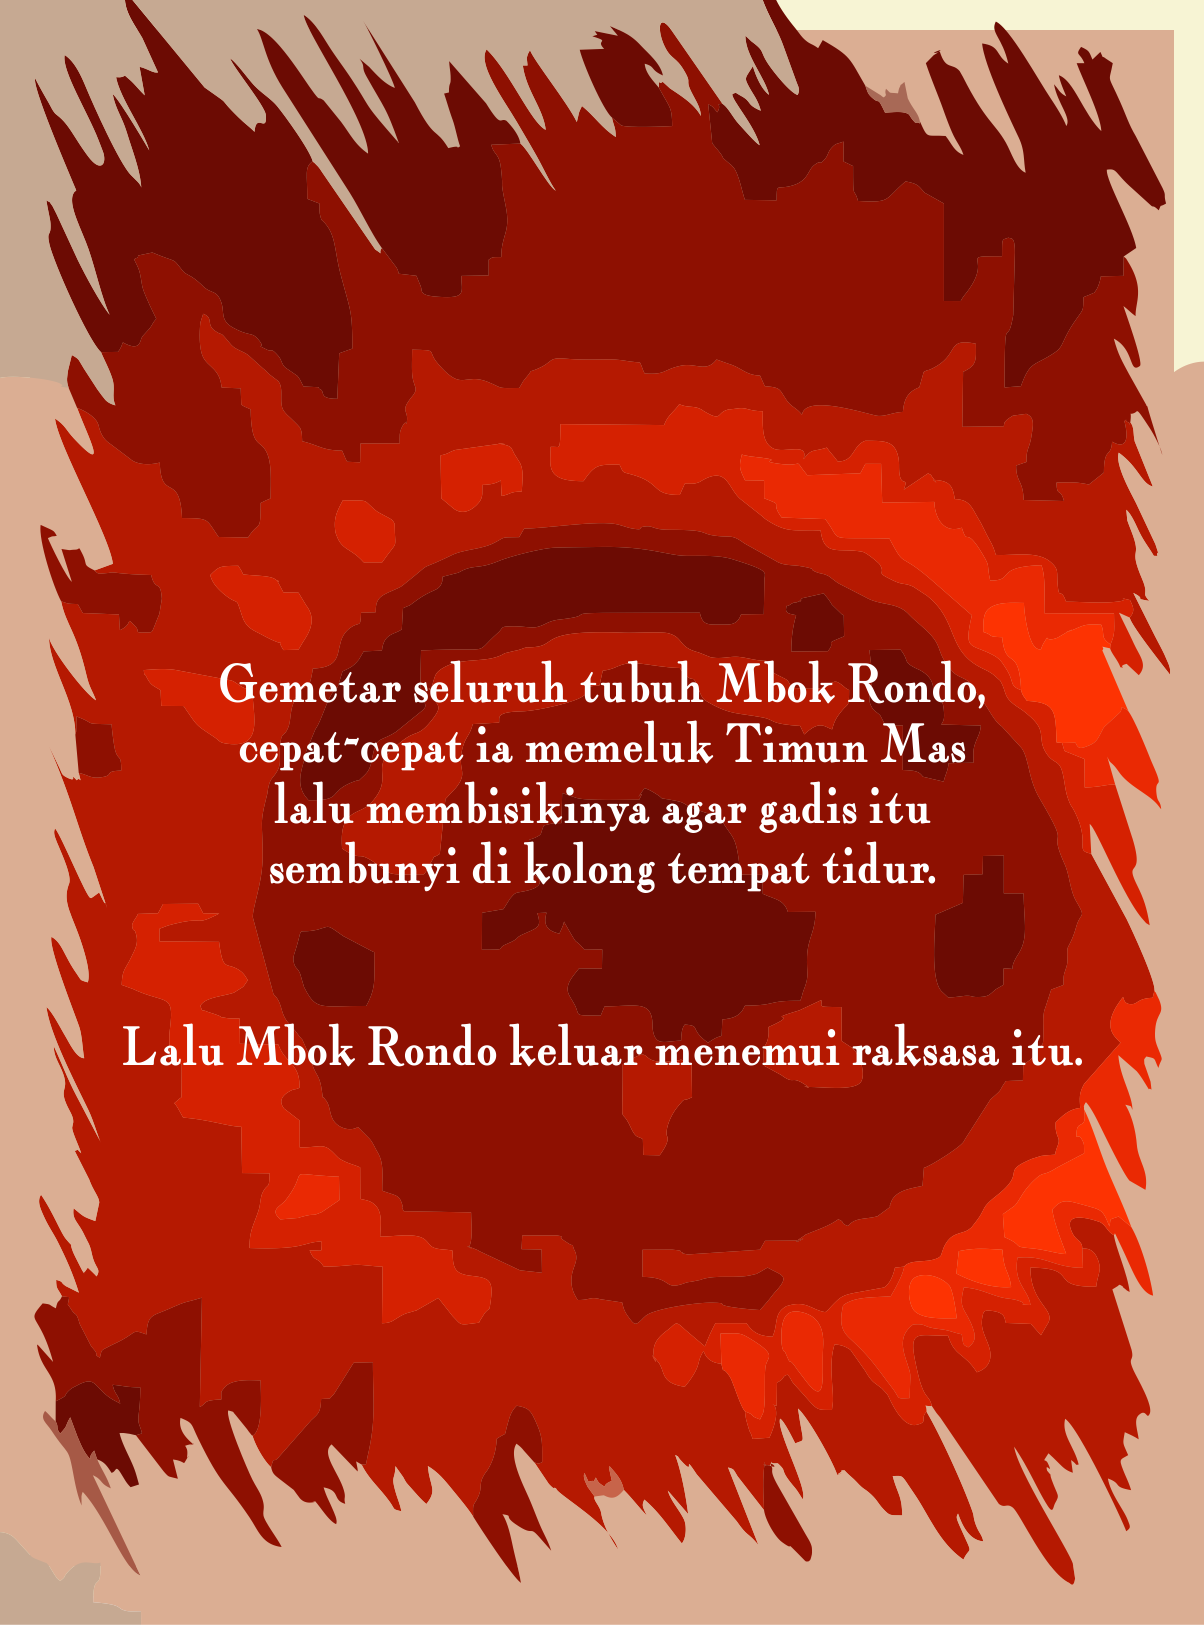 Gemetar seluruh tubuh Mbok Rondo,
cepat-cepat ia memeluk Timun Mas
lalu membisikinya agar gadis itu
sembunyi di kolong tempat tidur.
Lalu Mbok Rondo keluar menemui raksasa itu.